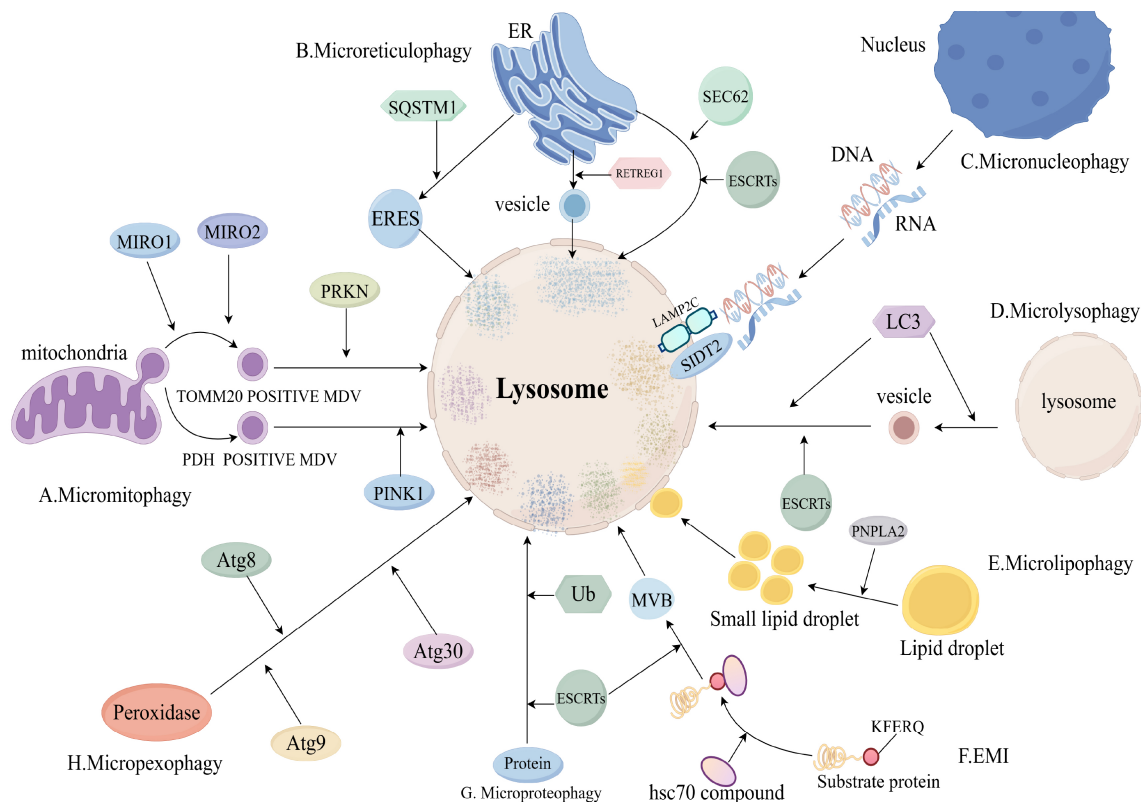 ER
Nucleus
B.Microreticulophagy
SQSTM1
SEC62
DNA
C.Micronucleophagy
RETREG1
ESCRTs
vesicle
ERES
RNA
MIRO1
MIRO2
PRKN
LAMP2C
SIDT2
LC3
D.Microlysophagy
mitochondria
Lysosome
TOMM20 POSITIVE MDV
vesicle
lysosome
PDH POSITIVE MDV
A.Micromitophagy
PINK1
ESCRTs
PNPLA2
Atg8
E.Microlipophagy
Ub
MVB
Small lipid droplet
Lipid droplet
Atg30
ESCRTs
Peroxidase
Atg9
KFERQ
H.Micropexophagy
Protein
F.EMI
Substrate protein
G. Microproteophagy
hsc70 compound